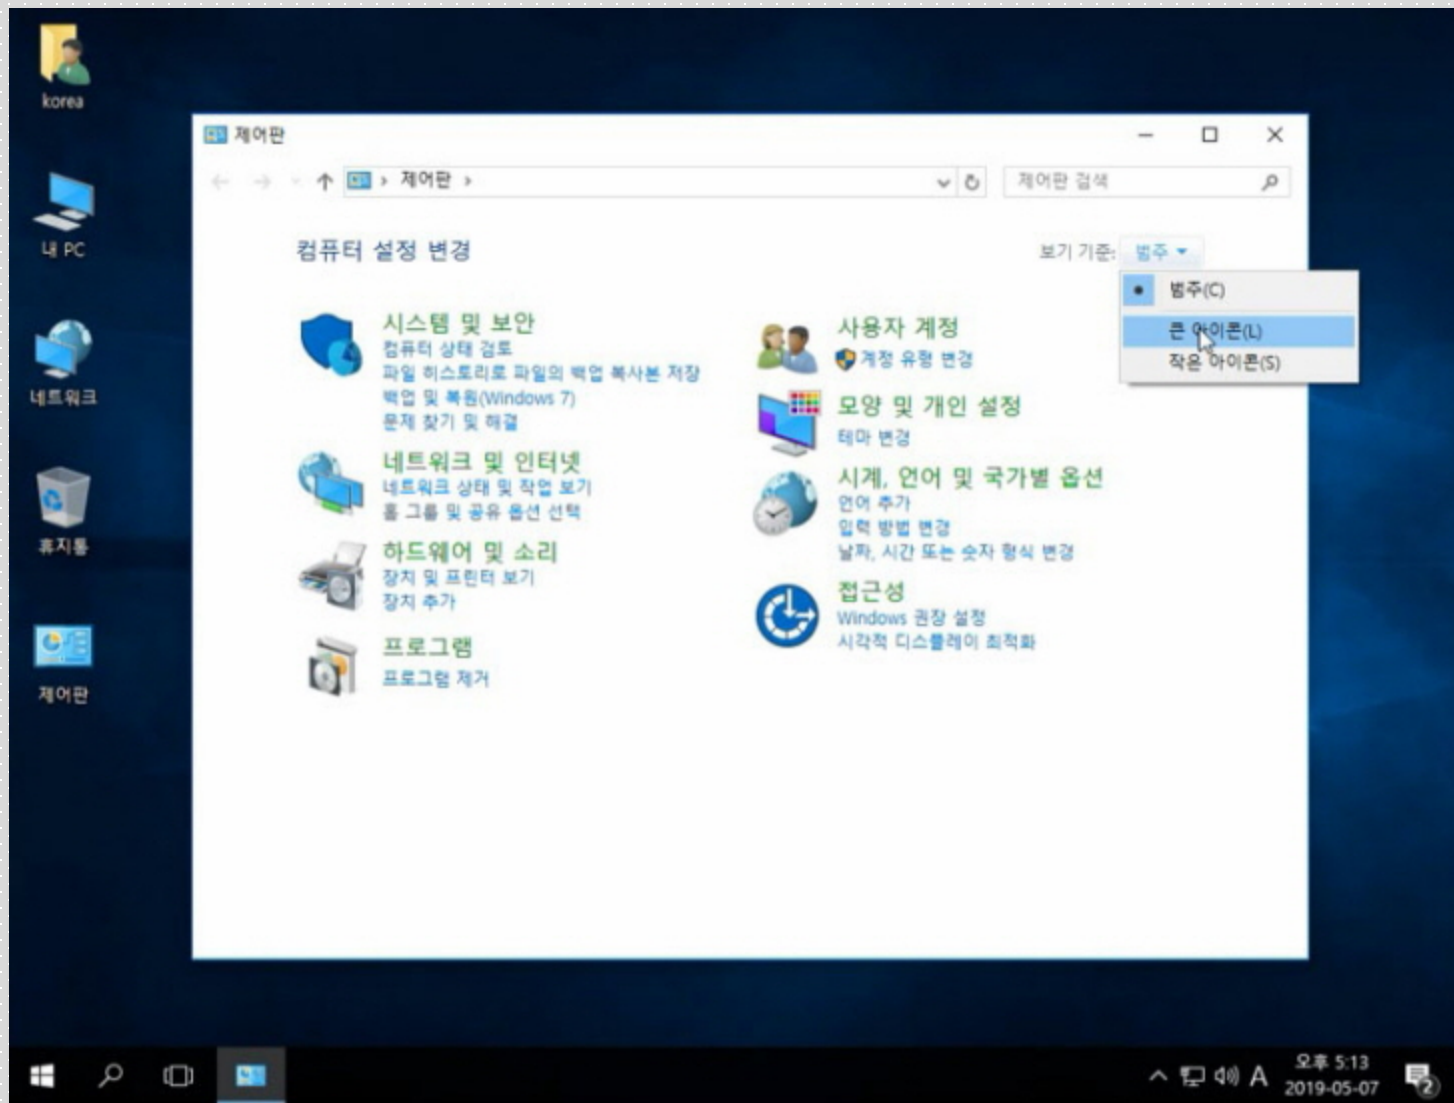 korea
내 PC
네트워크
휴지통
제어판
제어판
제어판
제어판 검색
컴퓨터 설정 변경
보기 기준: 범주
범주(C)
큰 아이콘(L)
작은 아이콘(S)
시스템 및 보안
컴퓨터 상태 검토
파일 히스토리로 파일의 백업 복사본 저장
백업 및 복원(Windows 7)
문제 찾기 및 해결
네트워크 및 인터넷
네트워크 상태 및 작업 보기
홈 그룹 및 공유 옵션 선택
하드웨어 및 소리
장치 및 프린터 보기
장치 추가
프로그램
프로그램 제거
사용자 계정
계정 유형 변경
모양 및 개인 설정
테마 변경
시계, 언어 및 국가별 옵션
언어 추가
입력 방법 변경
날짜, 시간 또는 숫자 형식 변경
접근성
Windows 권장 설정
시각적 디스플레이 최적화
A
오후 5:13
2019-05-07
2